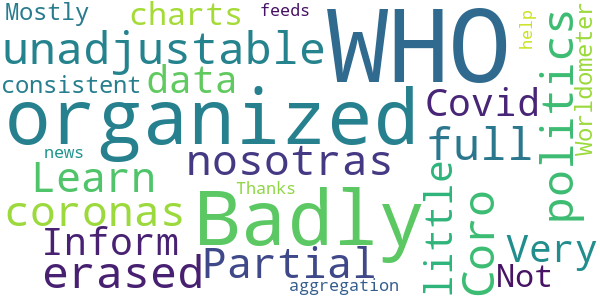 Mostly
charts
feeds
WHO
help
politics
Worldometer
unadjustable
consistent
data
organized
Covid
full
news
nosotras
Learn
Thanks
little
Coro
coronas
Badly
Inform
Partial
Very
erased
aggregation
Not